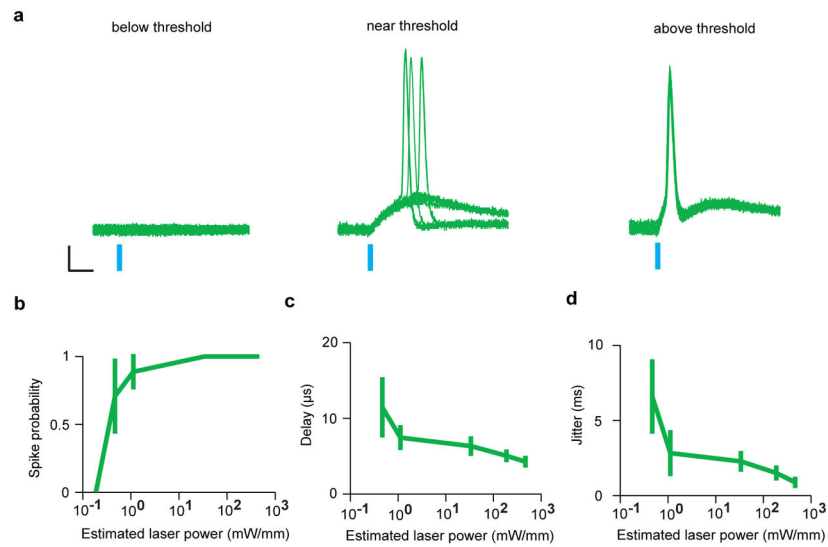 a
below threshold
near threshold
above threshold
b
c
d
Spike probability
1
0.5
0
10⁻¹ 10⁰ 10¹ 10² 10³
Estimated laser power (mW/mm)
Delay (µs)
20
10
0
10⁻¹ 10⁰ 10¹ 10² 10³
Estimated laser power (mW/mm)
Jitter (ms)
10
5
0
10⁻¹ 10⁰ 10¹ 10² 10³
Estimated laser power (mW/mm)